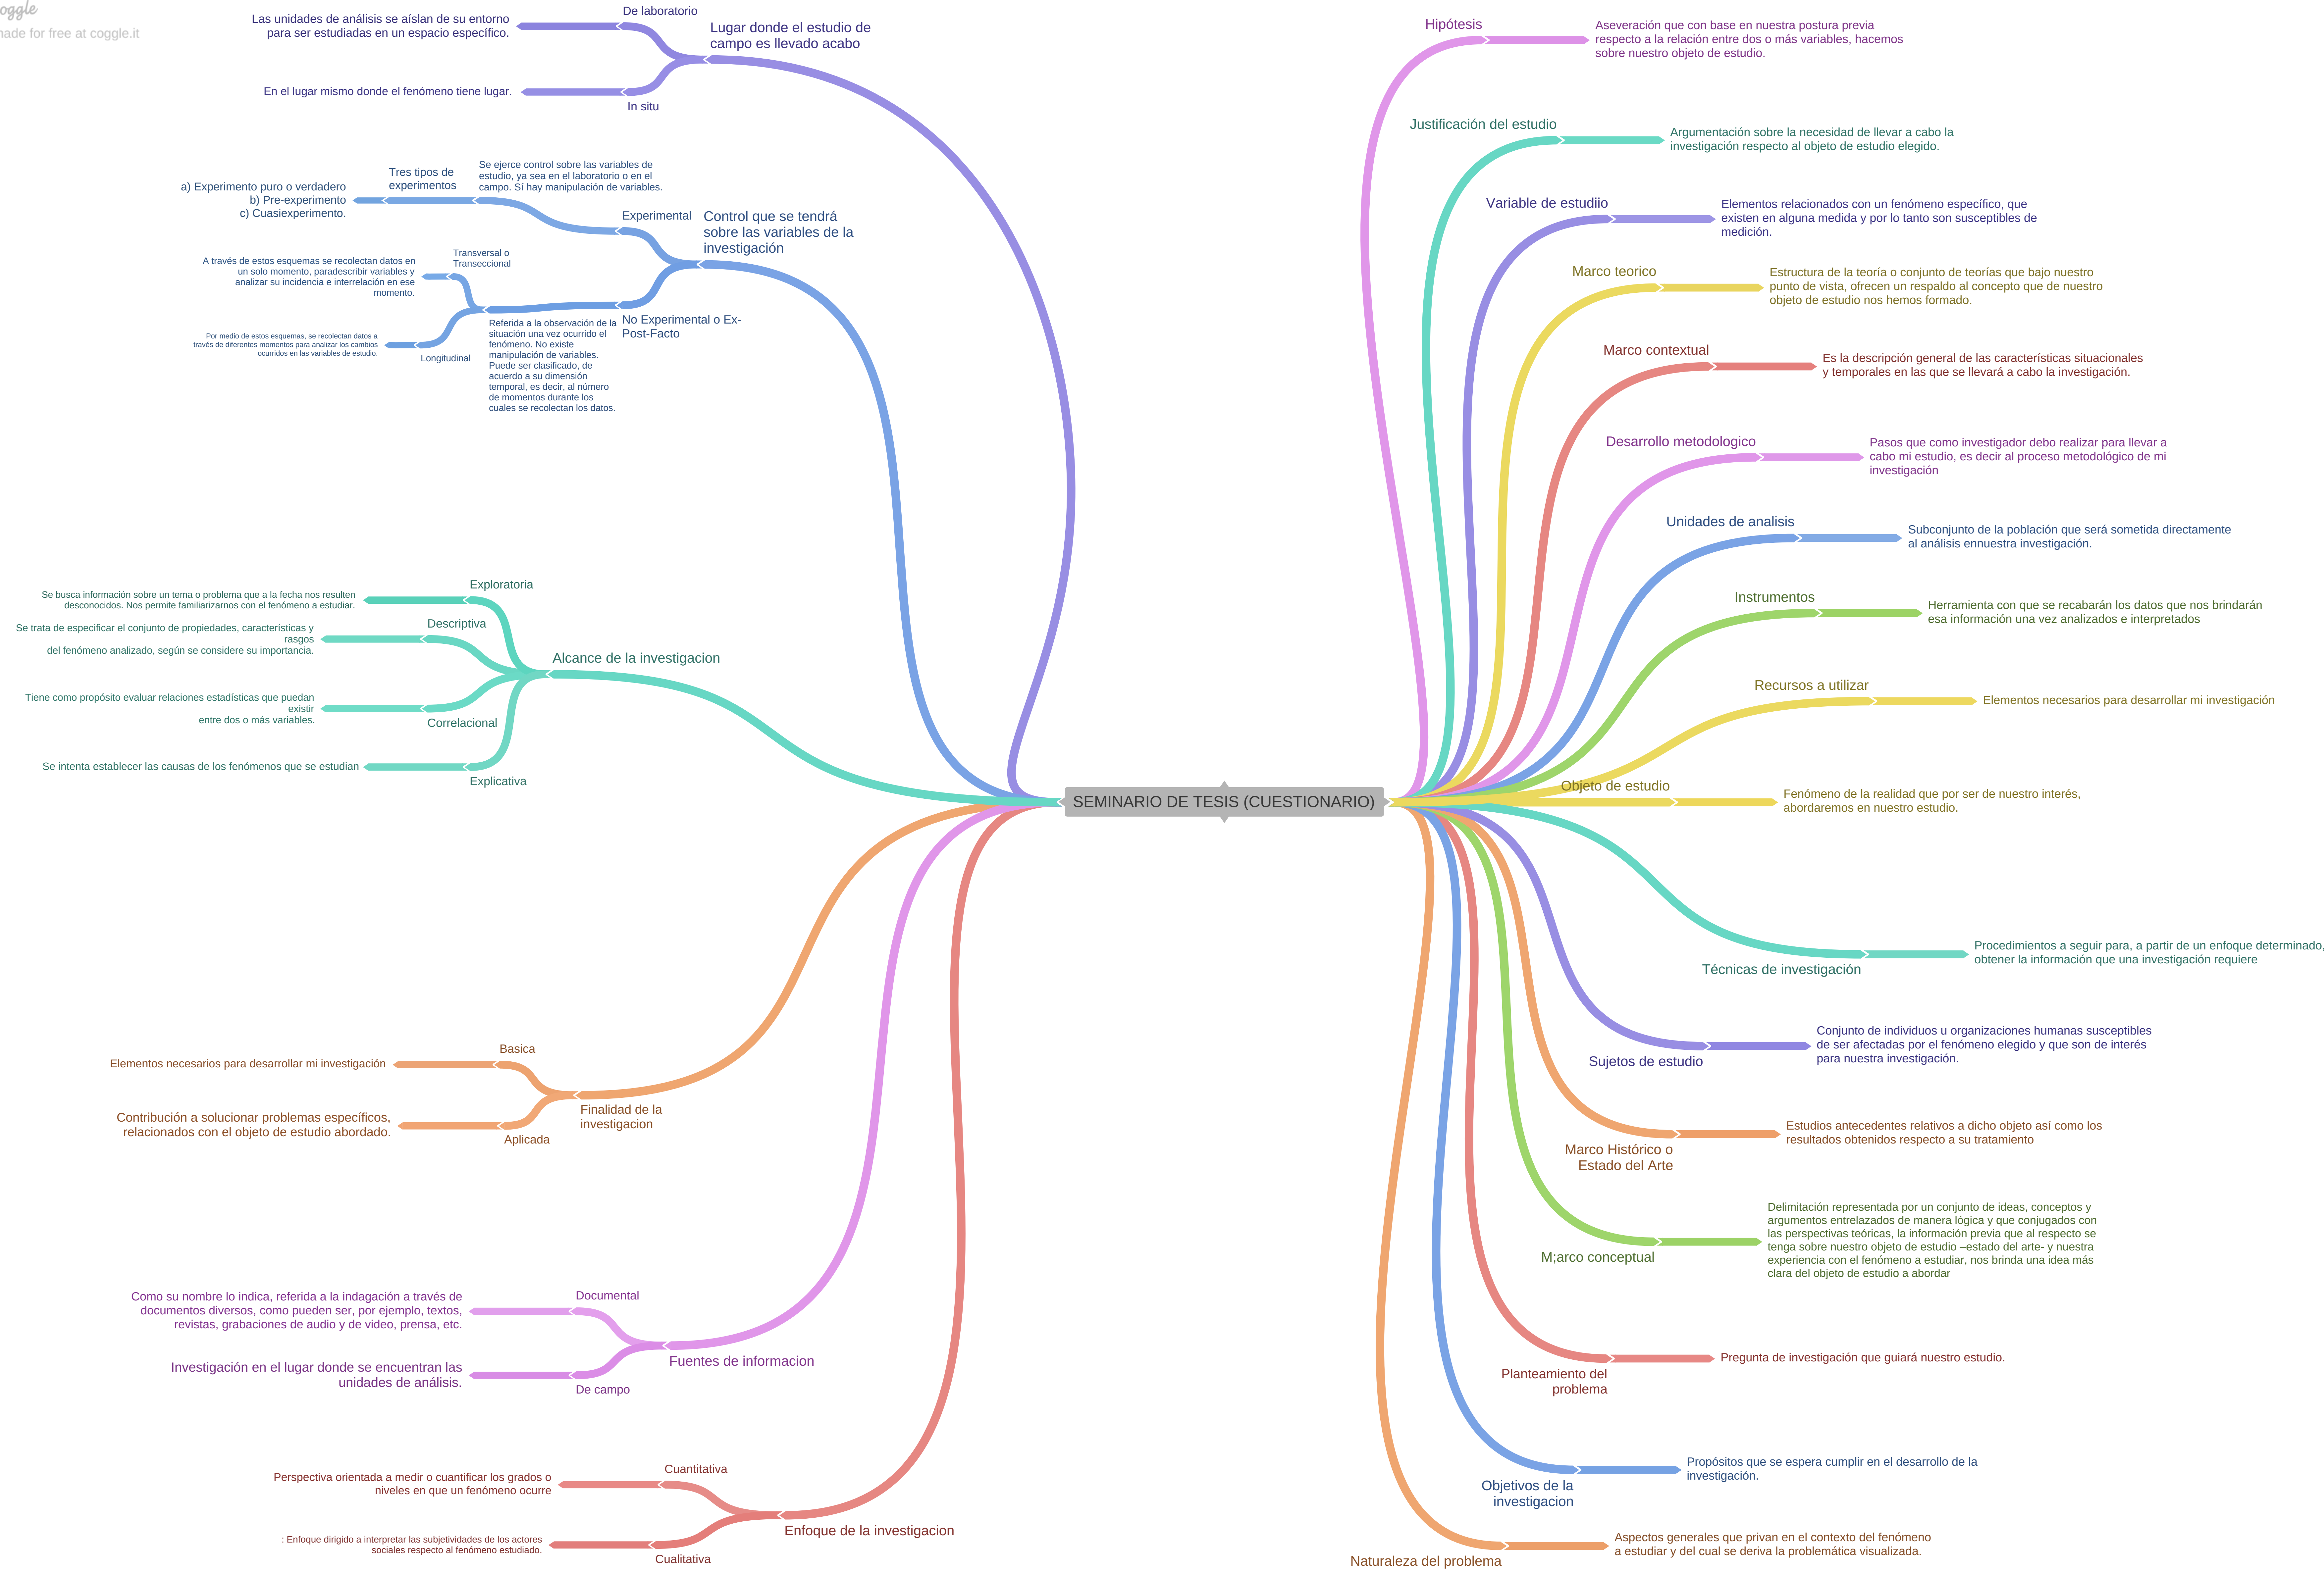 oggle
nade for free at coggle.it
SEMINARIO DE TESIS (CUESTIONARIO)
Lugar donde el estudio de
campo es llevado acabo
De laboratorio
Las unidades de análisis se aíslan de su entorno
para ser estudiadas en un espacio específico.
In situ
En el lugar mismo donde el fenómeno tiene lugar.
Control que se tendrá
sobre las variables de la
investigación
Experimental
Se ejerce control sobre las variables de
estudio, ya sea en el laboratorio o en el
campo. Sí hay manipulación de variables.
Tres tipos de
experimentos
a) Experimento puro o verdadero
b) Pre-experimento
c) Cuasiexperimento.
No Experimental o Ex-
Post-Facto
Referida a la observación de la
situación una vez ocurrido el
fenómeno. No existe
manipulación de variables.
Puede ser clasificado, de
acuerdo a su dimensión
temporal, es decir, al número
de momentos durante los
cuales se recolectan los datos.
Transversal o
Transeccional
A través de estos esquemas se recolectan datos en
un solo momento, paradescribir variables y
analizar su incidencia e interrelación en ese
momento.
Longitudinal
Por medio de estos esquemas, se recolectan datos a
través de diferentes momentos para analizar los cambios
ocurridos en las variables de estudio.
Alcance de la investigacion
Exploratoria
Se busca información sobre un tema o problema que a la fecha nos resulten
desconocidos. Nos permite familiarizarnos con el fenómeno a estudiar.
Descriptiva
Se trata de especificar el conjunto de propiedades, características y
rasgos
del fenómeno analizado, según se considere su importancia.
Correlacional
Tiene como propósito evaluar relaciones estadísticas que puedan
existir
entre dos o más variables.
Explicativa
Se intenta establecer las causas de los fenómenos que se estudian
Finalidad de la
investigacion
Basica
Elementos necesarios para desarrollar mi investigación
Aplicada
Contribución a solucionar problemas específicos,
relacionados con el objeto de estudio abordado.
Fuentes de informacion
Documental
Como su nombre lo indica, referida a la indagación a través de
documentos diversos, como pueden ser, por ejemplo, textos,
revistas, grabaciones de audio y de video, prensa, etc.
De campo
Investigación en el lugar donde se encuentran las
unidades de análisis.
Enfoque de la investigacion
Cuantitativa
Perspectiva orientada a medir o cuantificar los grados o
niveles en que un fenómeno ocurre
Cualitativa
: Enfoque dirigido a interpretar las subjetividades de los actores
sociales respecto al fenómeno estudiado.
Hipótesis
Aseveración que con base en nuestra postura previa
respecto a la relación entre dos o más variables, hacemos
sobre nuestro objeto de estudio.
Justificación del estudio
Argumentación sobre la necesidad de llevar a cabo la
investigación respecto al objeto de estudio elegido.
Variable de estudiio
Elementos relacionados con un fenómeno específico, que
existen en alguna medida y por lo tanto son susceptibles de
medición.
Marco teorico
Estructura de la teoría o conjunto de teorías que bajo nuestro
punto de vista, ofrecen un respaldo al concepto que de nuestro
objeto de estudio nos hemos formado.
Marco contextual
Es la descripción general de las características situacionales
y temporales en las que se llevará a cabo la investigación.
Desarrollo metodologico
Pasos que como investigador debo realizar para llevar a
cabo mi estudio, es decir al proceso metodológico de mi
investigación
Unidades de analisis
Subconjunto de la población que será sometida directamente
al análisis ennuestra investigación.
Instrumentos
Herramienta con que se recabarán los datos que nos brindarán
esa información una vez analizados e interpretados
Recursos a utilizar
Elementos necesarios para desarrollar mi investigación
Objeto de estudio
Fenómeno de la realidad que por ser de nuestro interés,
abordaremos en nuestro estudio.
Técnicas de investigación
Procedimientos a seguir para, a partir de un enfoque determinado,
obtener la información que una investigación requiere
Sujetos de estudio
Conjunto de individuos u organizaciones humanas susceptibles
de ser afectadas por el fenómeno elegido y que son de interés
para nuestra investigación.
Marco Histórico o
Estado del Arte
Estudios antecedentes relativos a dicho objeto así como los
resultados obtenidos respecto a su tratamiento
M;arco conceptual
Delimitación representada por un conjunto de ideas, conceptos y
argumentos entrelazados de manera lógica y que conjugados con
las perspectivas teóricas, la información previa que al respecto se
tenga sobre nuestro objeto de estudio –estado del arte- y nuestra
experiencia con el fenómeno a estudiar, nos brinda una idea más
clara del objeto de estudio a abordar
Planteamiento del
problema
Pregunta de investigación que guiará nuestro estudio.
Objetivos de la
investigacion
Propósitos que se espera cumplir en el desarrollo de la
investigación.
Naturaleza del problema
Aspectos generales que privan en el contexto del fenómeno
a estudiar y del cual se deriva la problemática visualizada.